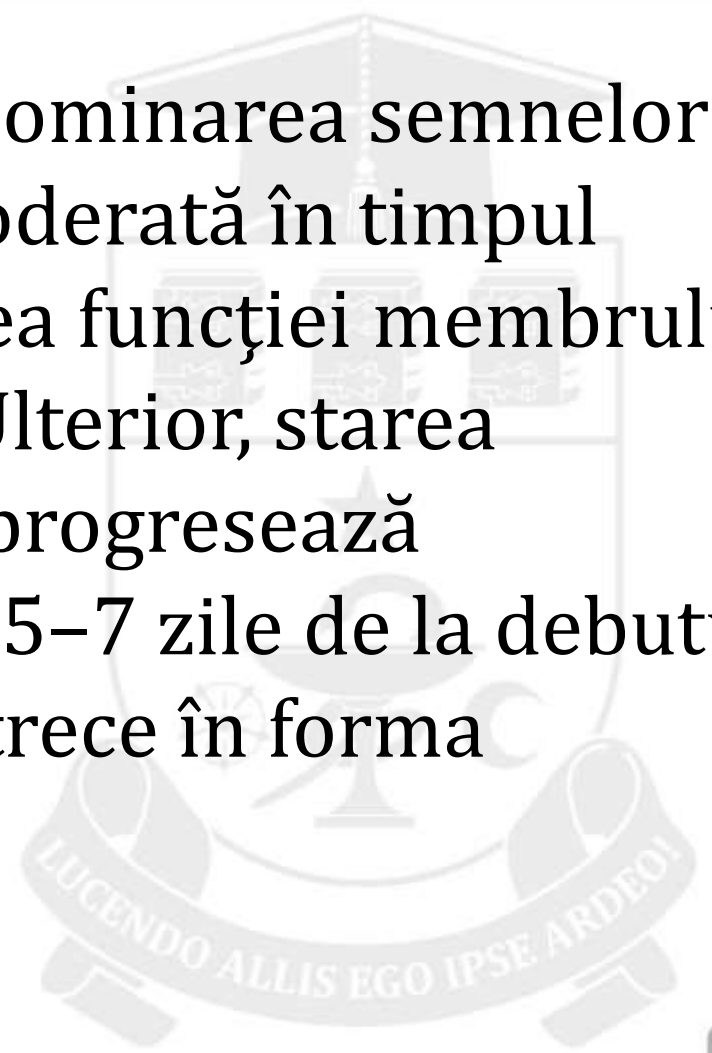 ominarea semnelor
oderată în timpul
ea funcţiei membrul
Ulterior, starea
progresează
5–7 zile de la debut
trece în forma
LUCENDO ALLIS EGO IPSE ARDEO!